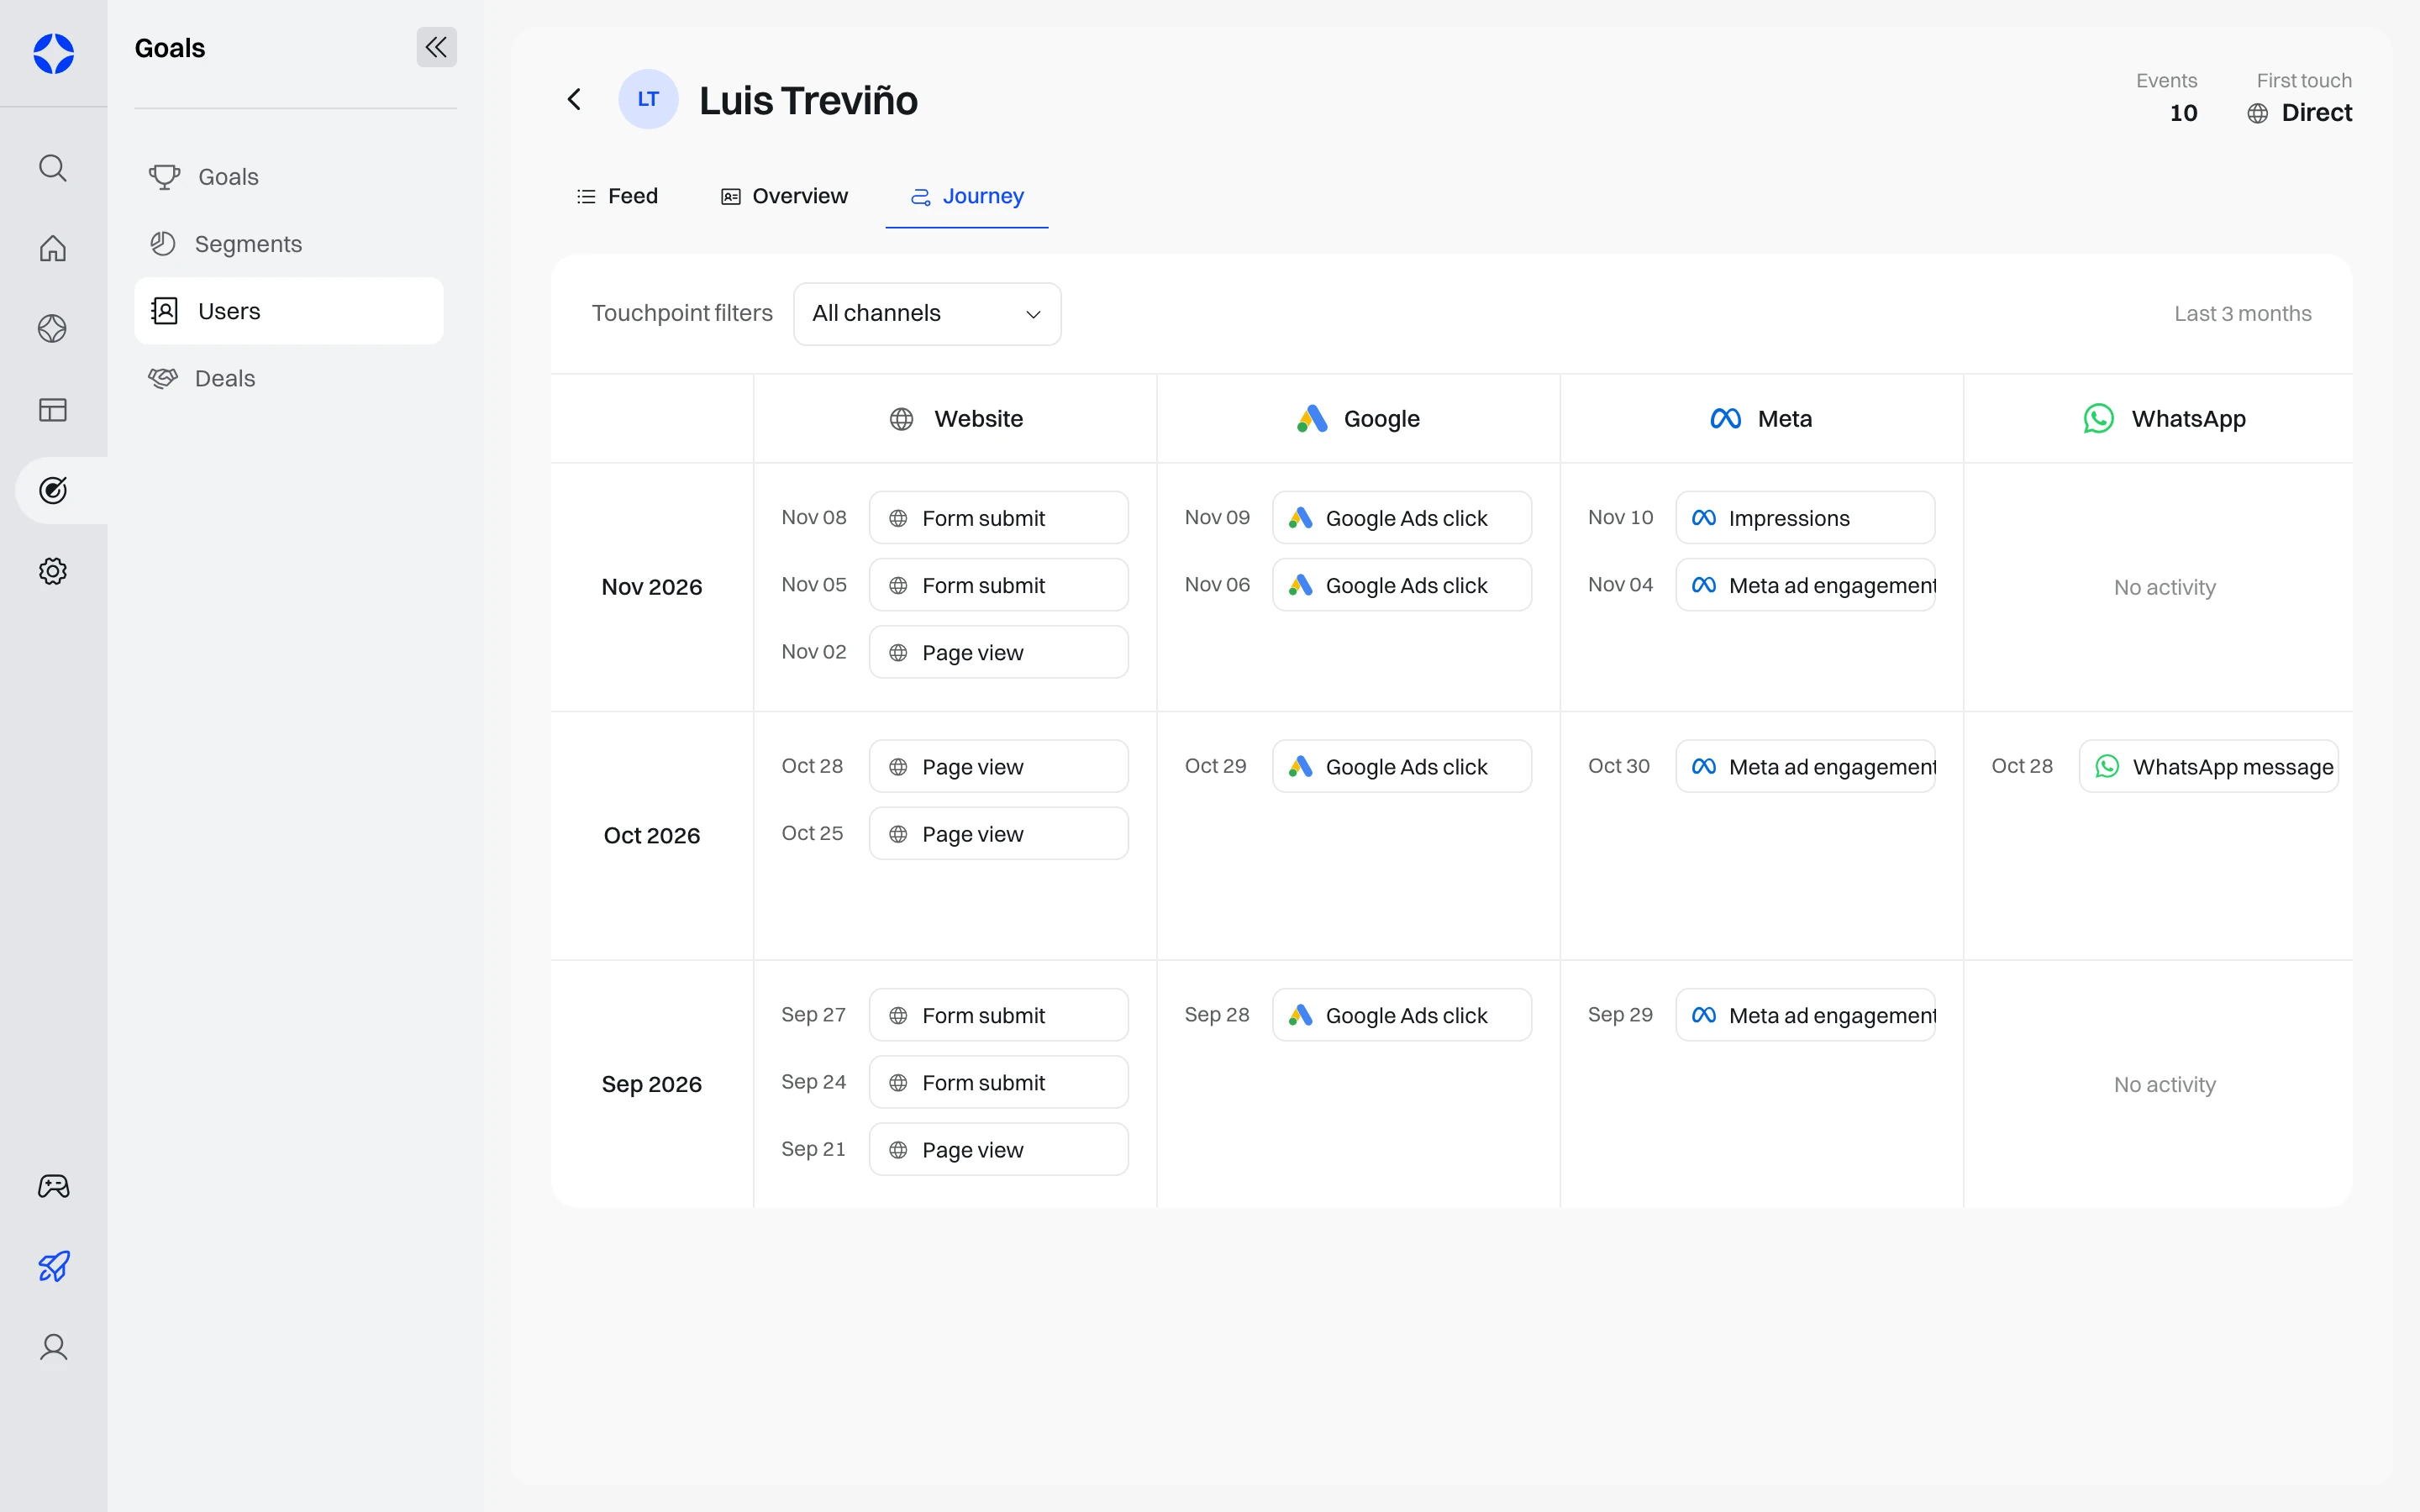 Goals
Goals
Segments
Users
Deals
LT
Luis Treviño
Events
10
First touch
Direct
Feed
Overview
Journey
Touchpoint filters
All channels
Last 3 months
Website
Google
Meta
WhatsApp
Nov 2026
Nov 08
Form submit
Nov 05
Form submit
Nov 02
Page view
Nov 09
Google Ads click
Nov 06
Google Ads click
Nov 10
Impressions
Nov 04
Meta ad engagement
No activity
Oct 2026
Oct 28
Page view
Oct 25
Page view
Oct 29
Google Ads click
Oct 30
Meta ad engagement
Oct 28
WhatsApp message
Sep 2026
Sep 27
Form submit
Sep 24
Form submit
Sep 21
Page view
Sep 28
Google Ads click
Sep 29
Meta ad engagement
No activity